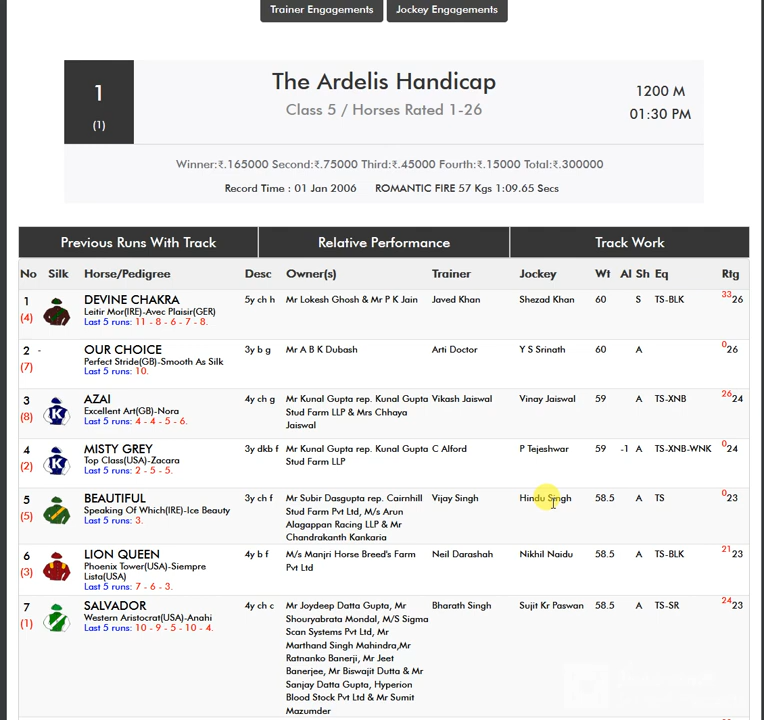 Trainer Engagements Jockey Engagements
1
(1)
The Ardelis Handicap
Class 5 / Horses Rated 1-26
1200 M
01:30 PM
Winner:₹.165000 Second:₹.75000 Third:₹.45000 Fourth:₹.15000 Total:₹.300000
Record Time : 01 Jan 2006 ROMANTIC FIRE 57 Kgs 1:09.65 Secs
Previous Runs With Track Relative Performance Track Work
No Silk Horse/Pedigree Desc Owner(s) Trainer Jockey Wt Al Sh Eq Rtg
1 DEVINE CHAKRA 5y ch h Mr Lokesh Ghosh & Mr P K Jain Javed Khan Shezad Khan 60 S TS-BLK 33 26
(4) Leitir Mor(IRE)-Avec Plaisir(GER)
Last 5 runs: 11 - 8 - 6 - 7 - 8.
2 - OUR CHOICE 3y b g Mr A B K Dubash Arti Doctor Y S Srinath 60 A 0 26
(7) Perfect Stride(GB)-Smooth As Silk
Last 5 runs: 10.
3 K AZAI 4y ch g Mr Kunal Gupta rep. Kunal Gupta Vikash Jaiswal Vinay Jaiswal 59 A TS-XNB 26 24
(8) Excellent Art(GB)-Nora Stud Farm LLP & Mrs Chhaya
Last 5 runs: 4 - 4 - 5 - 6. Jaiswal
4 K MISTY GREY 3y dkb f Mr Kunal Gupta rep. Kunal Gupta C Alford P Tejeshwar 59 -1 A TS-XNB-WNK 0 24
(2) Top Class(USA)-Zacara Stud Farm LLP
Last 5 runs: 2 - 5 - 5.
5 BEAUTIFUL 3y ch f Mr Subir Dasgupta rep. Cairnhill Vijay Singh Hindu Singh 58.5 A TS 0 23
(5) Speaking Of Which(IRE)-Ice Beauty Stud Farm Pvt Ltd, M/s Arun
Last 5 runs: 3. Alagappan Racing LLP & Mr
Chandrakanth Kankaria
6 LION QUEEN 4y b f M/s Manjri Horse Breed's Farm Neil Darashah Nikhil Naidu 58.5 A TS-BLK 21 23
(3) Phoenix Tower(USA)-Siempre Pvt Ltd
Lista(USA)
Last 5 runs: 7 - 6 - 3.
7 SALVADOR 4y ch c Mr Joydeep Datta Gupta, Mr Bharath Singh Sujit Kr Paswan 58.5 A TS-SR 24 23
(1) Western Aristocrat(USA)-Anahi Shouryabrata Mondal, M/S Sigma
Last 5 runs: 10 - 9 - 5 - 10 - 4. Scan Systems Pvt Ltd, Mr
Marthand Singh Mahindra,Mr
Ratnanko Banerji, Mr Jeet
Banerjee, Mr Biswajit Dutta & Mr
Sanjay Datta Gupta, Hyperion
Blood Stock Pvt Ltd & Mr Sumit
Mazumder